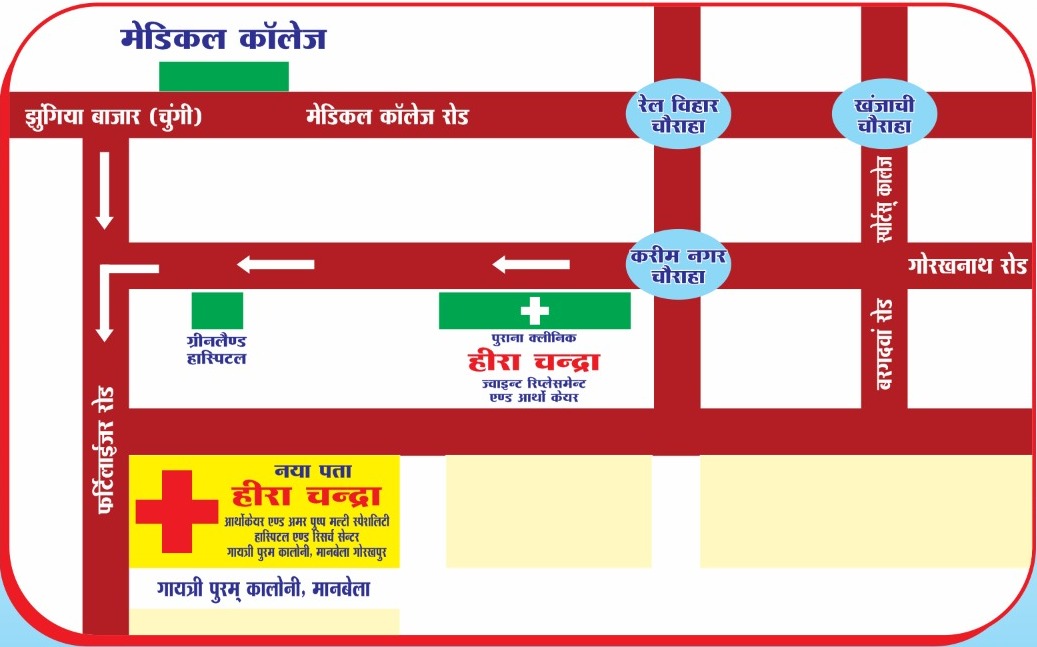 मेडिकल कॉलेज
झुंगिया बाजार (चुंगी)
मेडिकल कॉलेज रोड
रेल विहार
चौराहा
खंजाची
चौराहा
स्पोर्ट्स् कालेज
करीम नगर
चौराहा
गोरखनाथ रोड
बरगदवां रोड
ग्रीनलैण्ड
हास्पिटल
पुराना क्लीनिक
हीरा चन्द्रा
ज्वाइन्ट रिप्लेसमेन्ट
एण्ड आर्थो केयर
फर्टिलाईजर रोड
नया पता
हीरा चन्द्रा
आर्थोकेयर एण्ड अमर पुष्प मल्टी स्पेशलिटी
हास्पिटल एण्ड रिसर्च सेन्टर
गायत्री पुरम कालोनी, मानबेला गोरखपुर
गायत्री पुरम् कालोनी, मानबेला